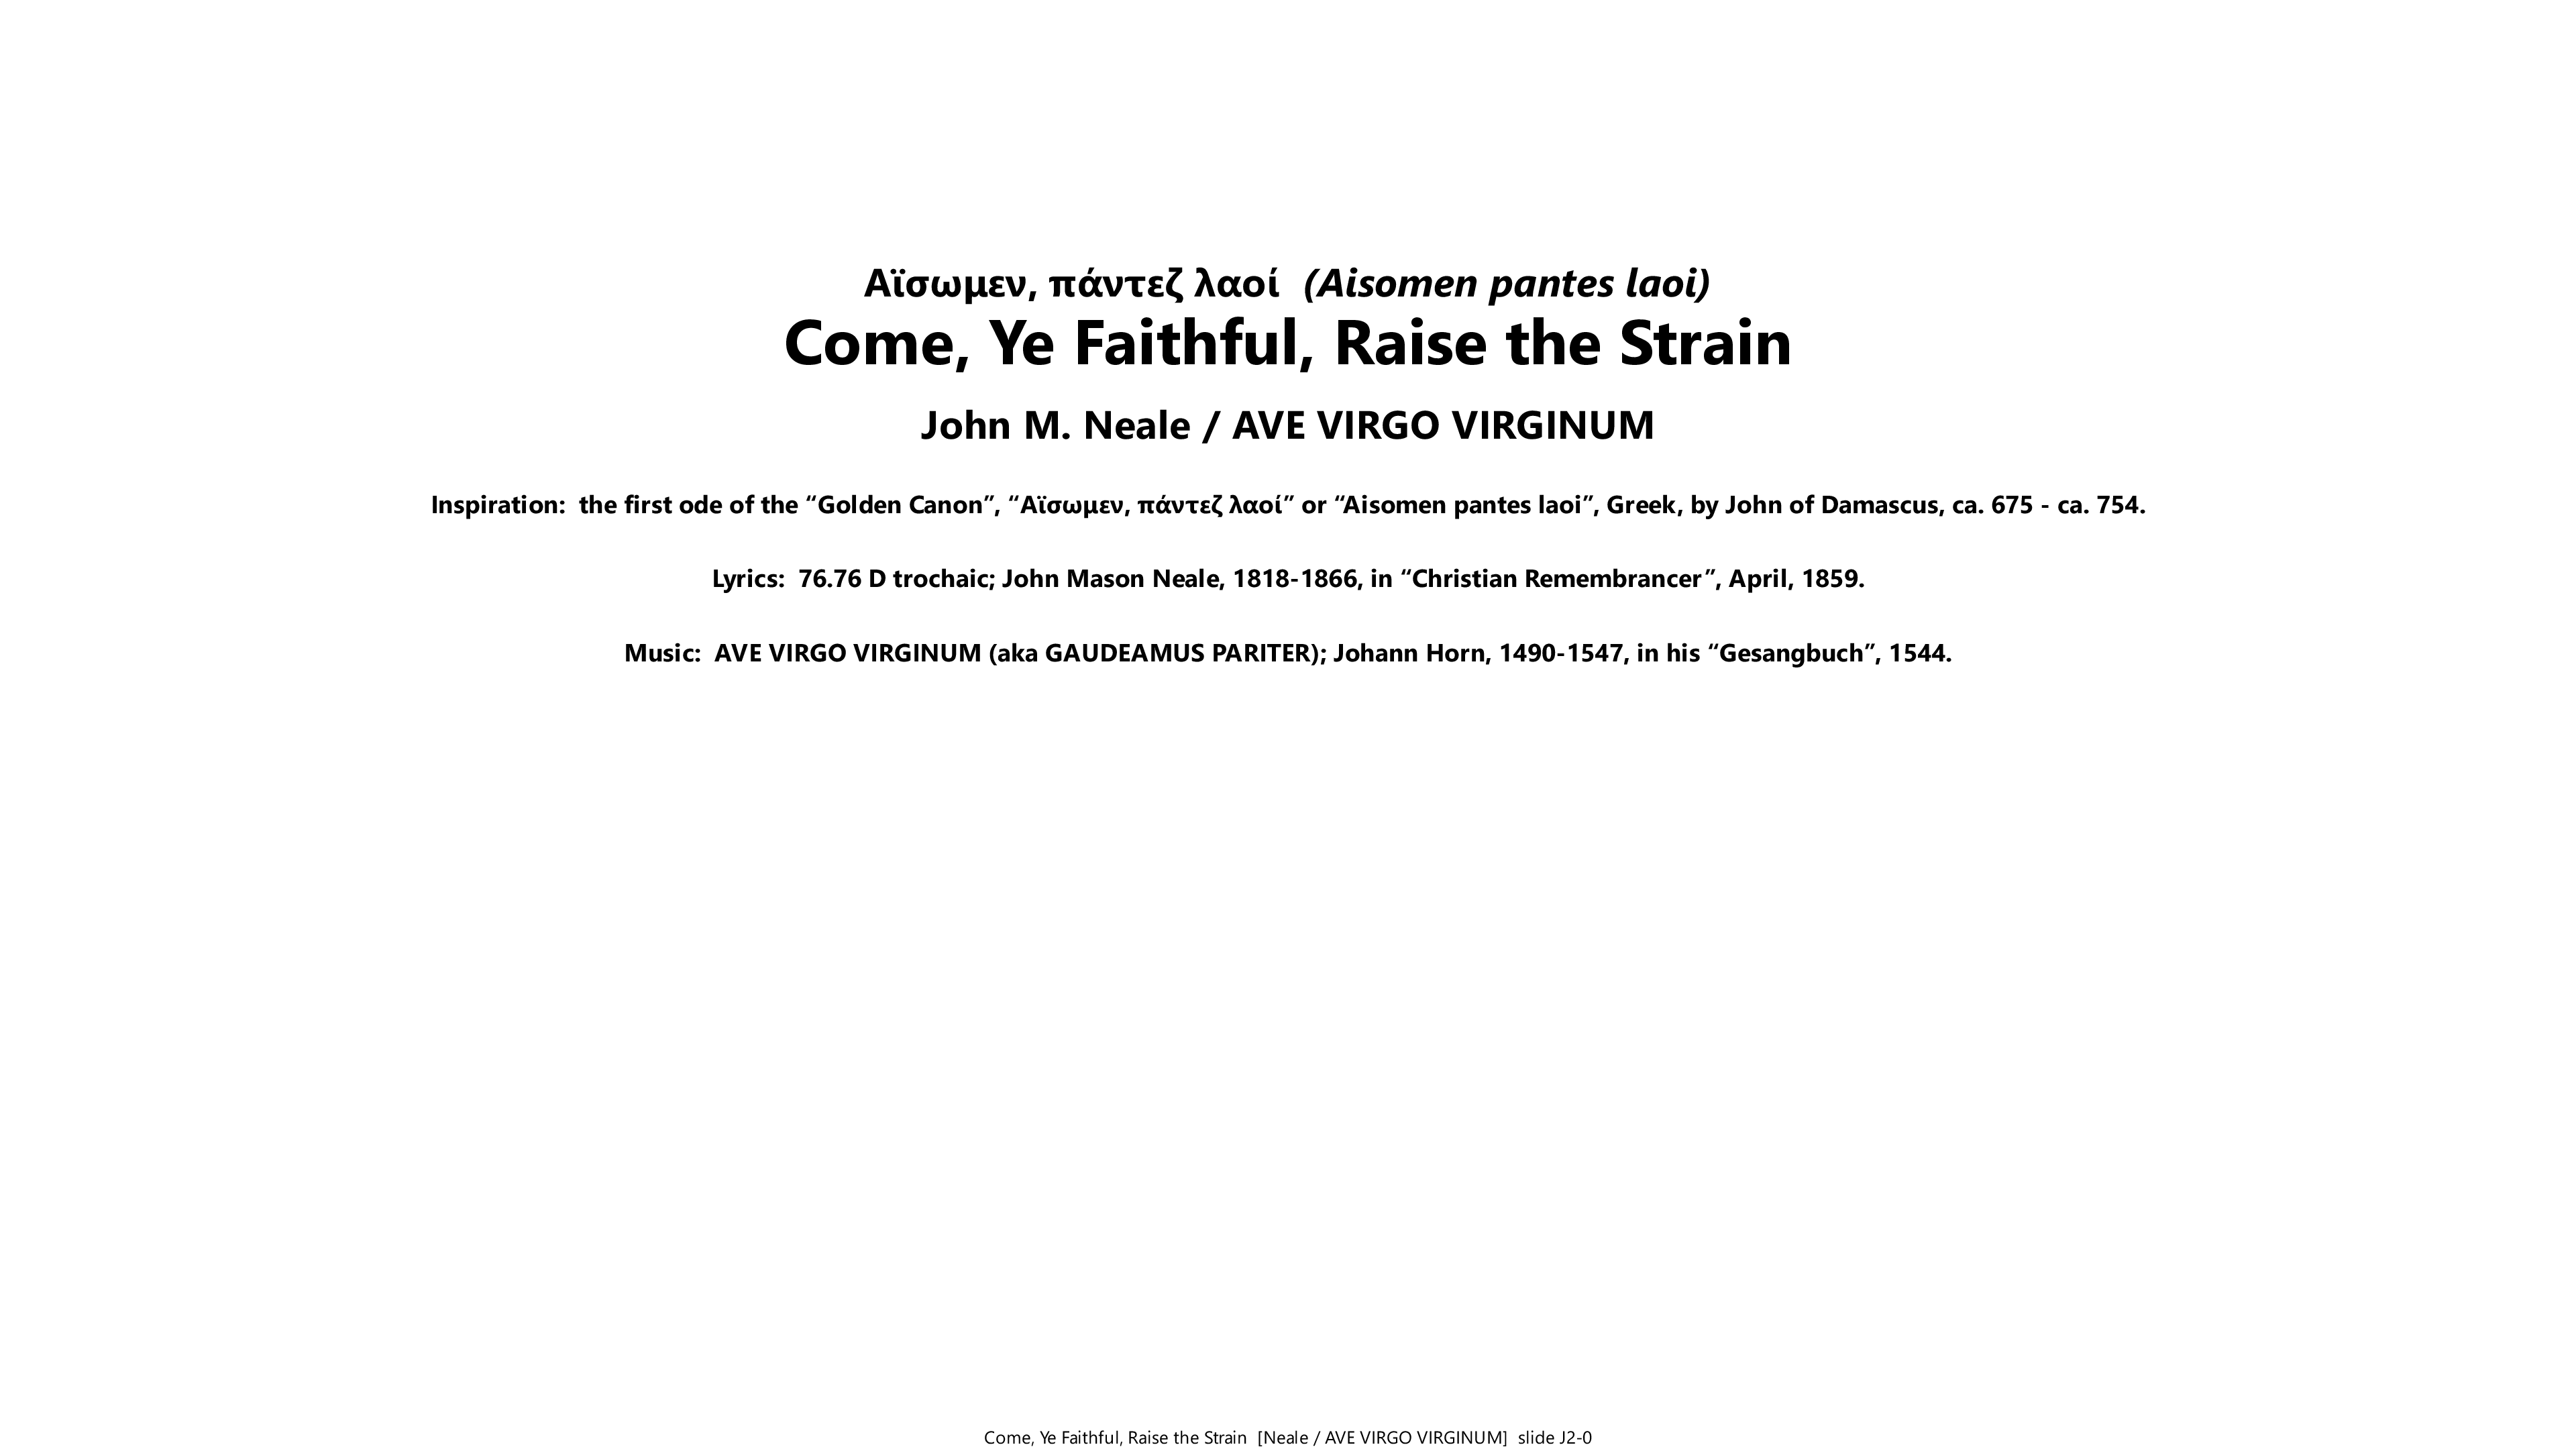 Αϊσωμεν, πάντεζ λαοί (Aisomen pantes laoi)
Come, Ye Faithful, Raise the Strain
John M. Neale / AVE VIRGO VIRGINUM
Inspiration: the first ode of the “Golden Canon”, “Αϊσωμεν, πάντεζ λαοί” or “Aisomen pantes laoi”, Greek, by John of Damascus, ca. 675 - ca. 754.
Lyrics: 76.76 D trochaic; John Mason Neale, 1818-1866, in “Christian Remembrancer”, April, 1859.
Music: AVE VIRGO VIRGINUM (aka GAUDEAMUS PARITER); Johann Horn, 1490-1547, in his “Gesangbuch”, 1544.
Come, Ye Faithful, Raise the Strain [Neale / AVE VIRGO VIRGINUM] slide J2-0